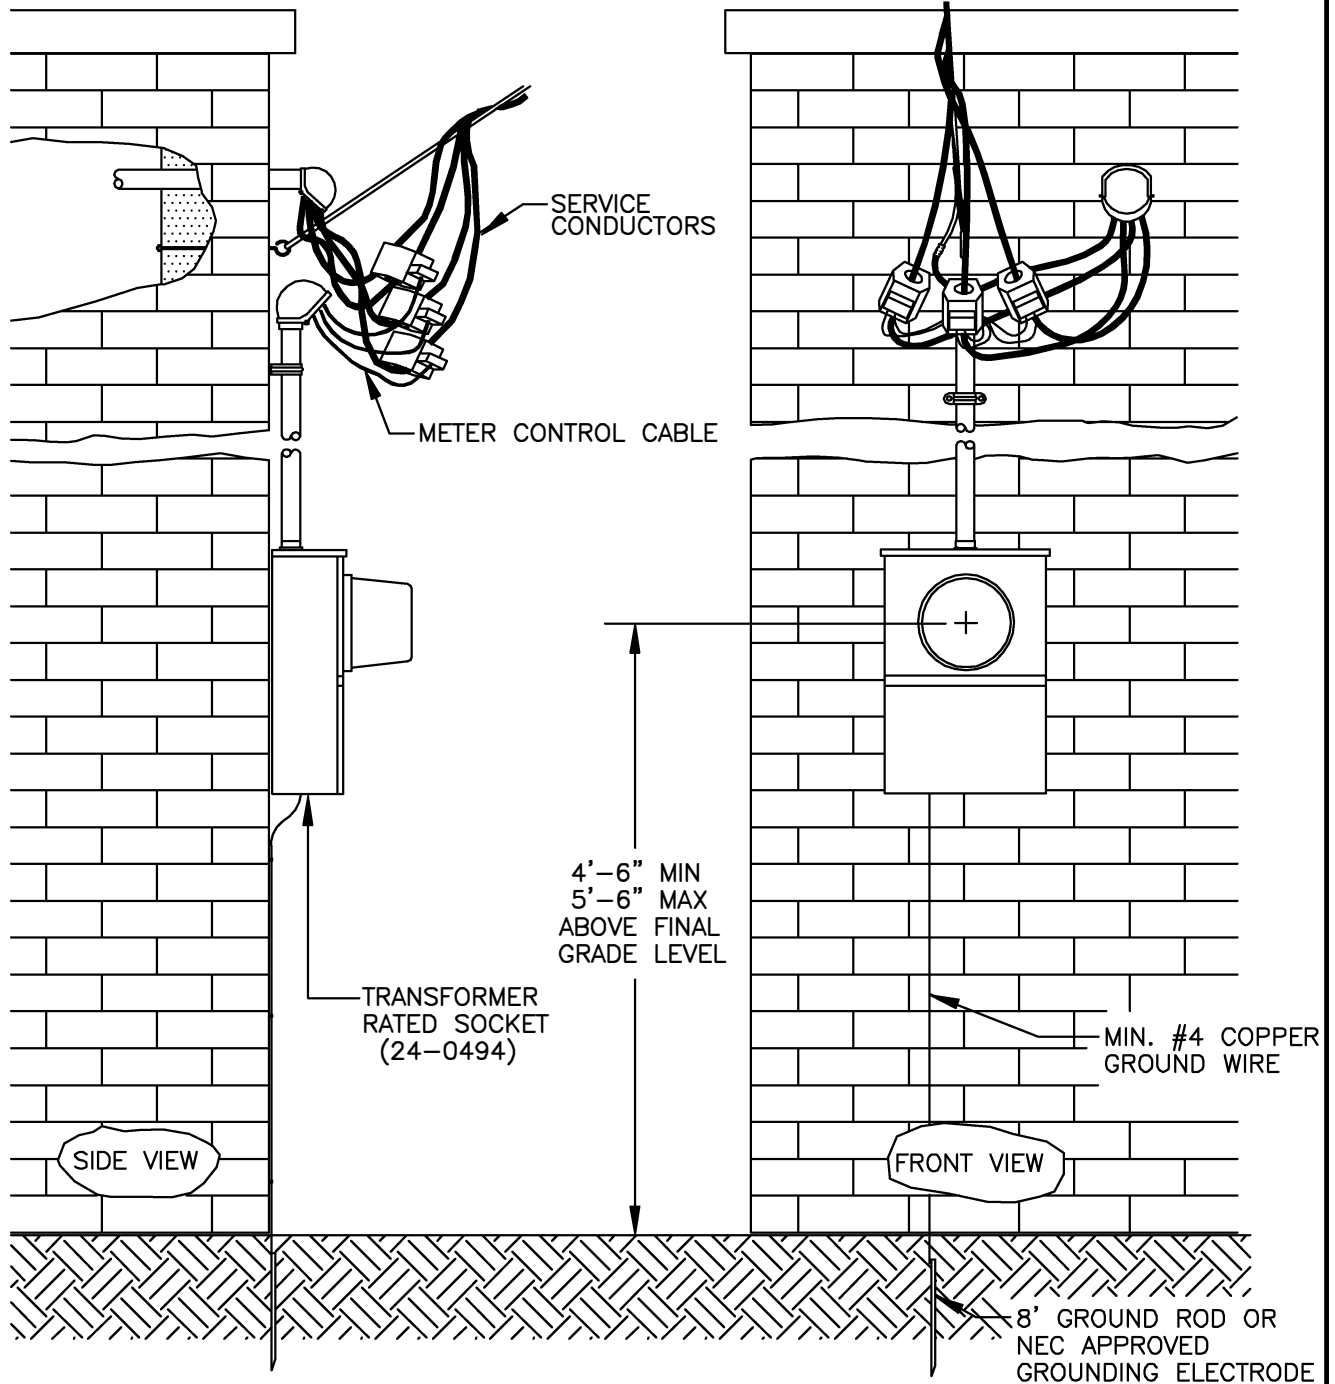 SERVICE
CONDUCTORS
METER CONTROL CABLE
4'-6" MIN
5'-6" MAX
ABOVE FINAL
GRADE LEVEL
TRANSFORMER
RATED SOCKET
(24-0494)
MIN. #4 COPPER
GROUND WIRE
SIDE VIEW
FRONT VIEW
8' GROUND ROD OR
NEC APPROVED
GROUNDING ELECTRODE